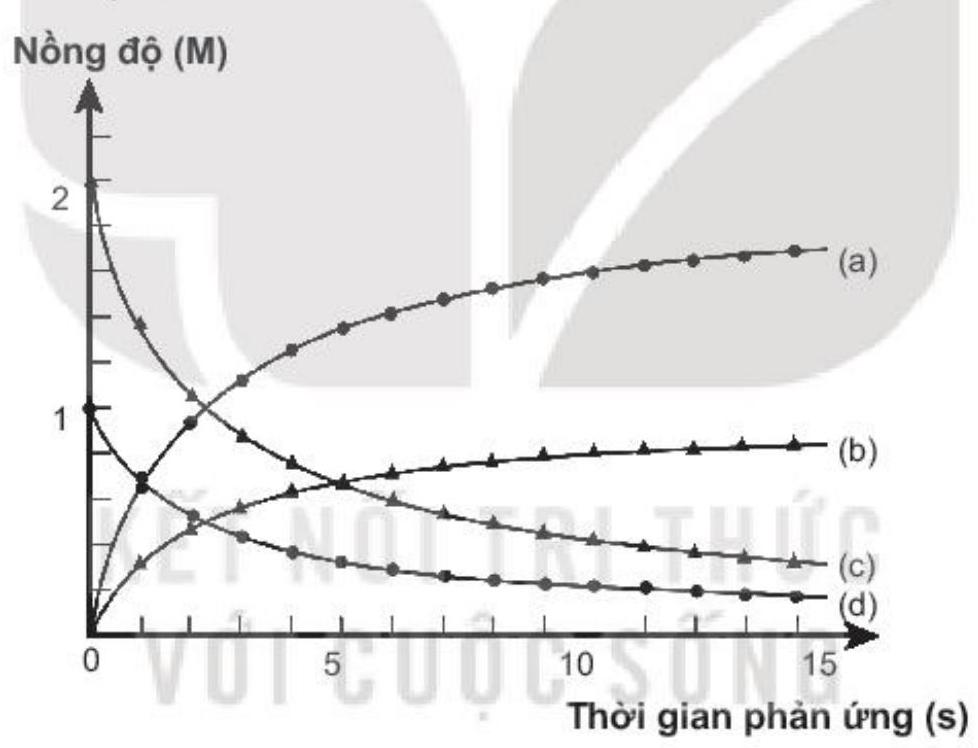 Nồng độ (M)
2
(a)
1
(b)
KẾT NỐI TRI THỨC
(c)
(d)
VỚI CUỘC SỐNG
0 5 10 15
Thời gian phản ứng (s)